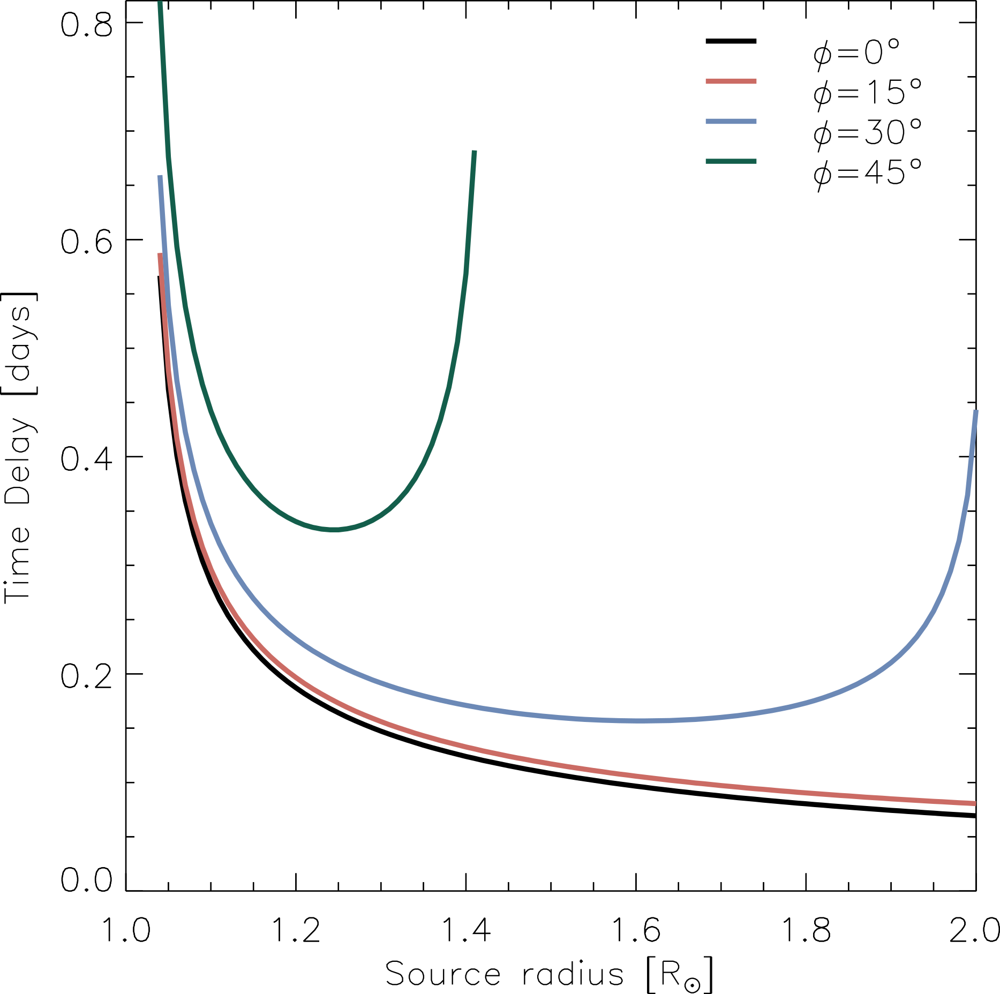 ϕ=0°
ϕ=15°
ϕ=30°
ϕ=45°
0.8
0.6
0.4
0.2
0.0
Time Delay [days]
1.0 1.2 1.4 1.6 1.8 2.0
Source radius [R☉]